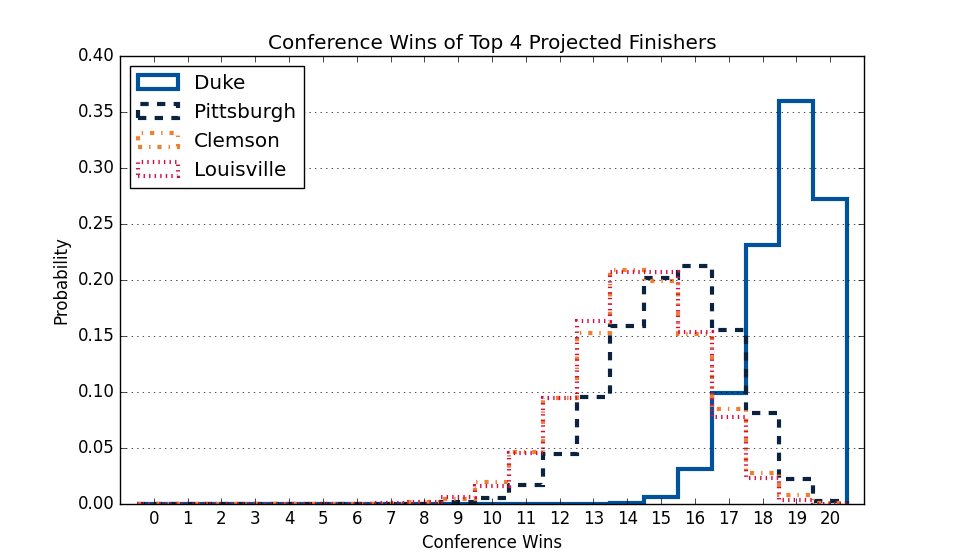 Conference Wins of Top 4 Projected Finishers
Duke
Pittsburgh
Clemson
Louisville
0.40
0.35
0.30
0.25
0.20
0.15
0.10
0.05
0.00
Probability
0 1 2 3 4 5 6 7 8 9 10 11 12 13 14 15 16 17 18 19 20
Conference Wins